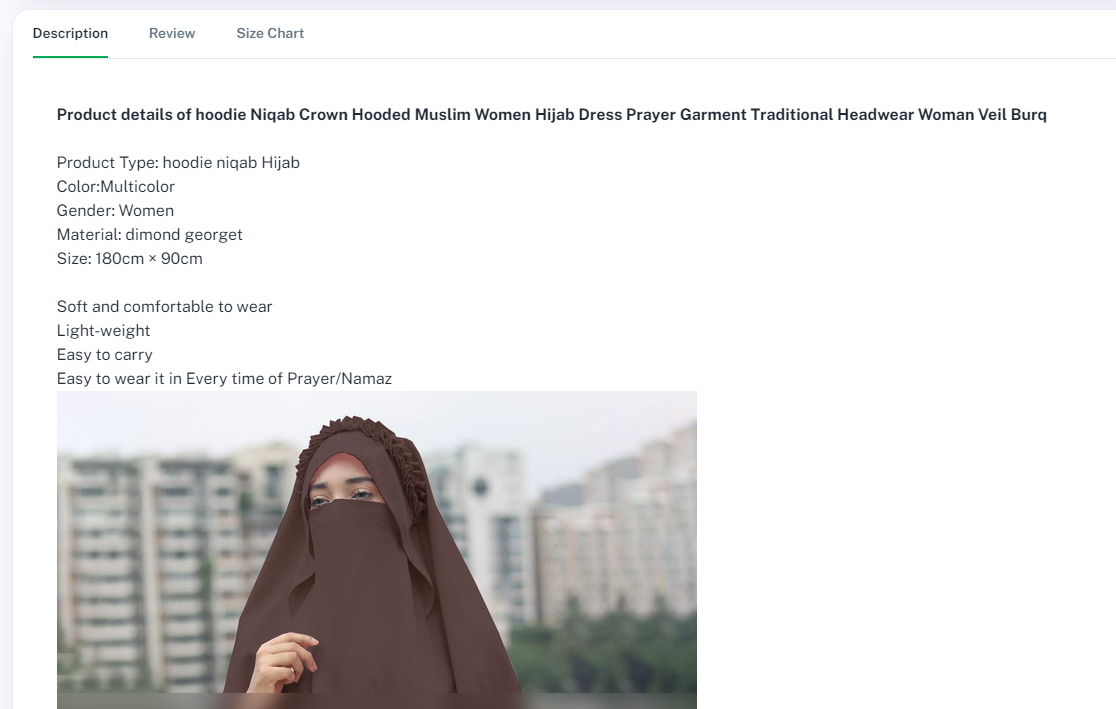 Description Review Size Chart
Product details of hoodie Niqab Crown Hooded Muslim Women Hijab Dress Prayer Garment Traditional Headwear Woman Veil Burq
Product Type: hoodie niqab Hijab
Color:Multicolor
Gender: Women
Material: dimond georget
Size: 180cm × 90cm
Soft and comfortable to wear
Light-weight
Easy to carry
Easy to wear it in Every time of Prayer/Namaz